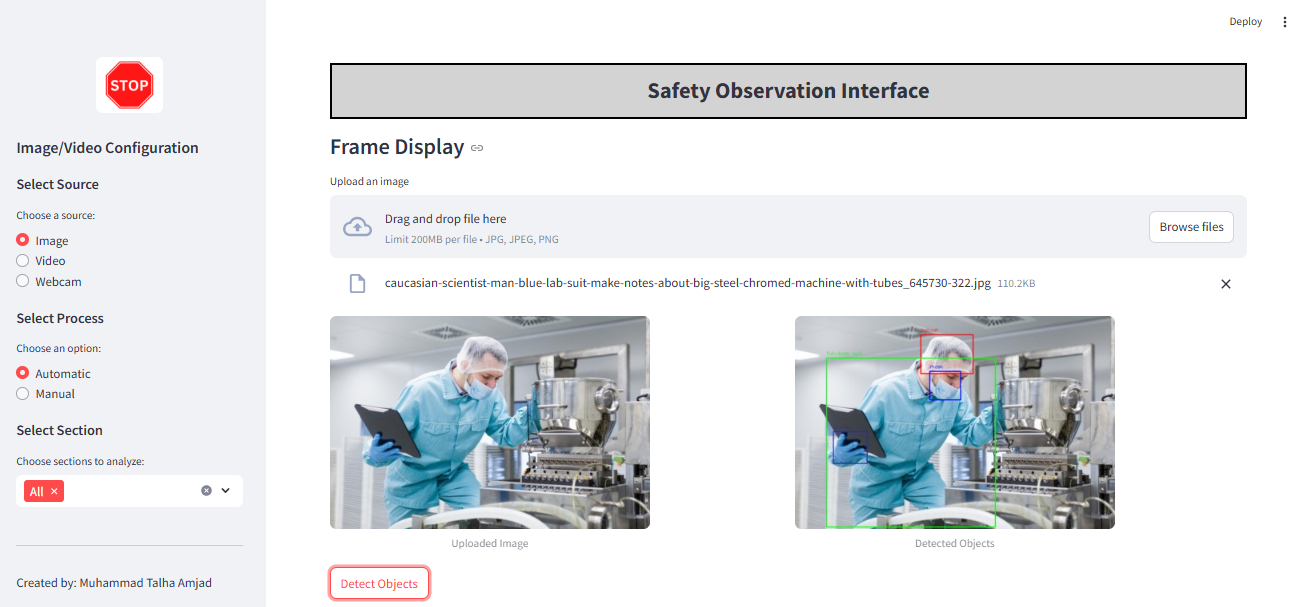 Deploy
STOP
Image/Video Configuration
Select Source
Choose a source:
Image
Video
Webcam
Select Process
Choose an option:
Automatic
Manual
Select Section
Choose sections to analyze:
All
Created by: Muhammad Talha Amjad
Safety Observation Interface
Frame Display
Upload an image
Drag and drop file here
Limit 200MB per file • JPG, JPEG, PNG
Browse files
caucasian-scientist-man-blue-lab-suit-make-notes-about-big-steel-chromed-machine-with-tubes_645730-322.jpg 110.2KB
Uploaded Image
Detected Objects
Detect Objects